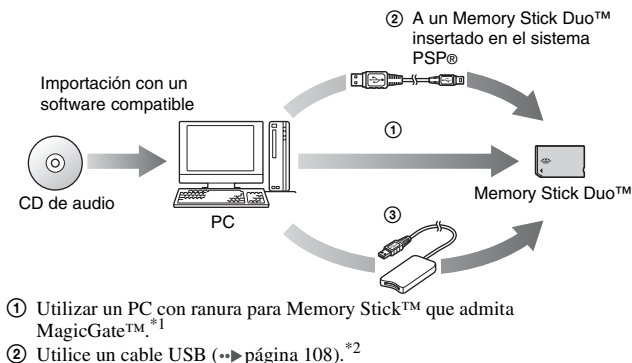 ② A un Memory Stick Duo™
insertado en el sistema
PSP®
Importación con un
software compatible
①
CD de audio
PC
Memory Stick Duo™
③
① Utilizar un PC con ranura para Memory Stick™ que admita
MagicGate™.*1
② Utilice un cable USB (••▶página 108).*2